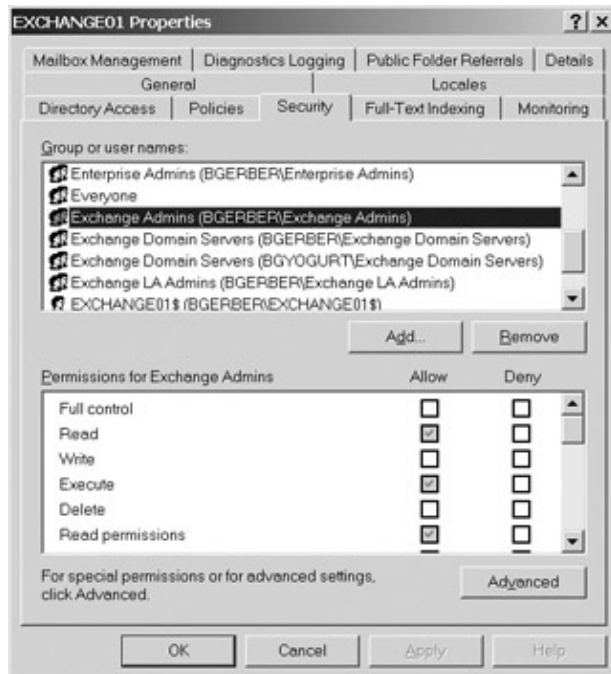 EXCHANGE01 Properties
Mailbox Management Diagnostics Logging Public Folder Referrals Details
General Locales
Directory Access Policies Security Full-Text Indexing Monitoring
Group or user names:
Enterprise Admins (BGERBER\Enterprise Admins)
Everyone
Exchange Admins (BGERBER\Exchange Admins)
Exchange Domain Servers (BGERBER\Exchange Domain Servers)
Exchange Domain Servers (BGYOGURT\Exchange Domain Servers)
Exchange LA Admins (BGERBER\Exchange LA Admins)
EXCHANGE01$ (BGERBER\EXCHANGE01$)
Add... Remove
Permissions for Exchange Admins Allow Deny
Full control
Read
Write
Execute
Delete
Read permissions
For special permissions or for advanced settings,
click Advanced.
Advanced
OK Cancel Apply Help